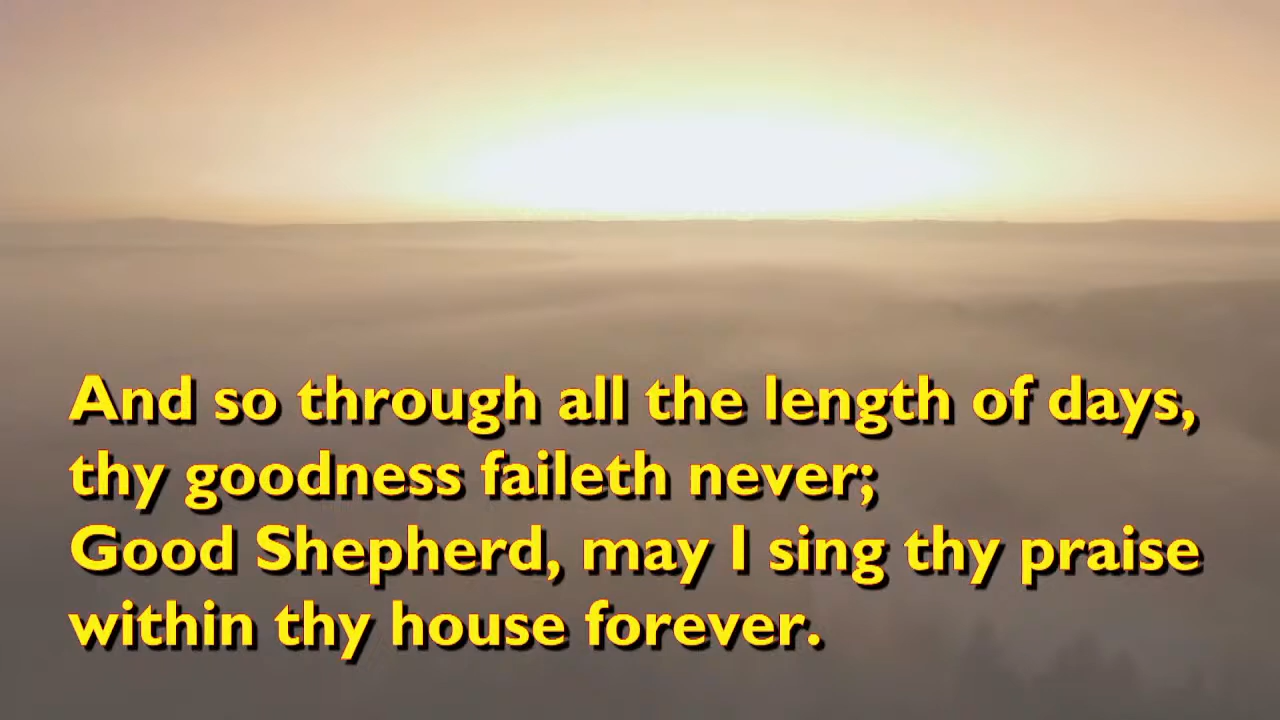 And so through all the length of days,
thy goodness faileth never;
Good Shepherd, may I sing thy praise
within thy house forever.